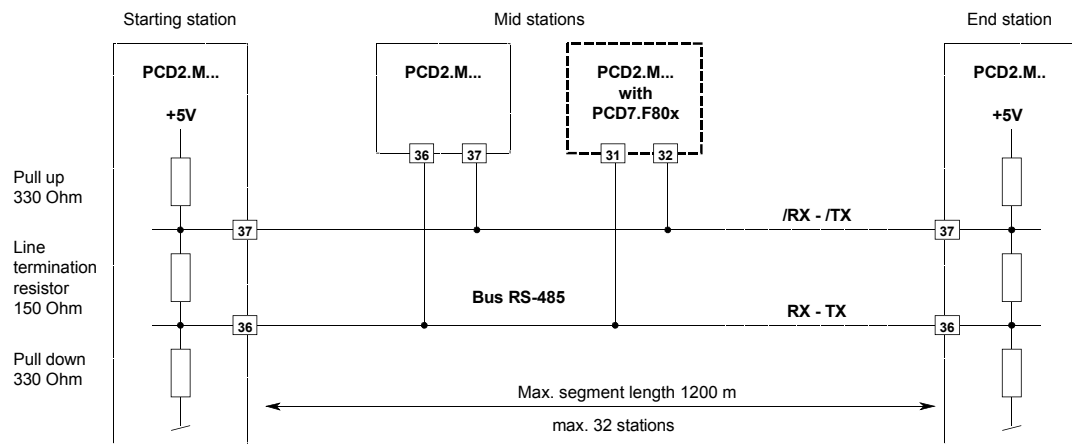 Starting station
Mid stations
End station
PCD2.M...
PCD2.M...
PCD2.M...
with
PCD7.F80x
PCD2.M..
+5V
+5V
36
37
31
32
Pull up
330 Ohm
/RX - /TX
37
37
Line
termination
resistor
150 Ohm
Bus RS-485
RX - TX
36
36
Pull down
330 Ohm
Max. segment length 1200 m
max. 32 stations